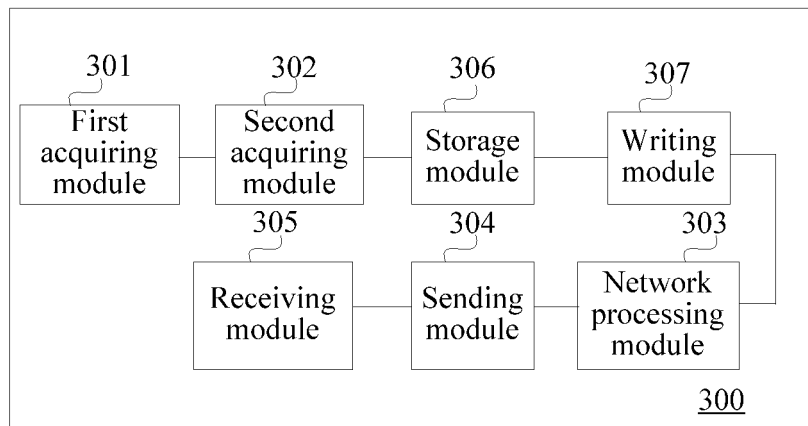 301
302
306
307
First
acquiring
module
Second
acquiring
module
Storage
module
Writing
module
305
304
303
Receiving
module
Sending
module
Network
processing
module
300